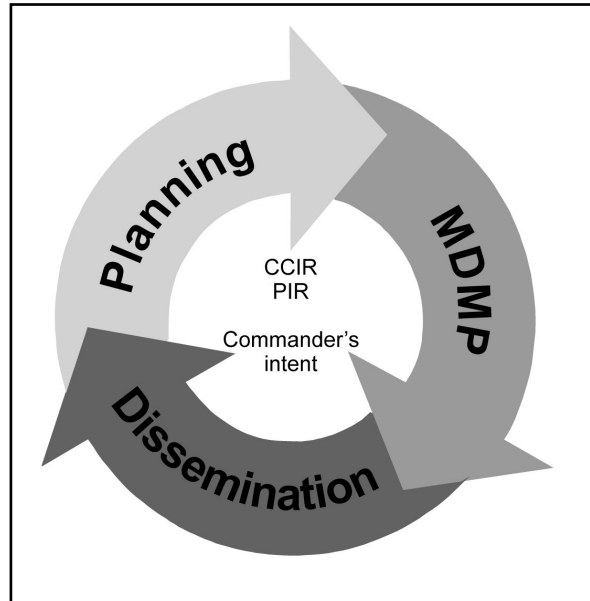 Planning
MDMP
CCIR
PIR
Commander’s
intent
Dissemination